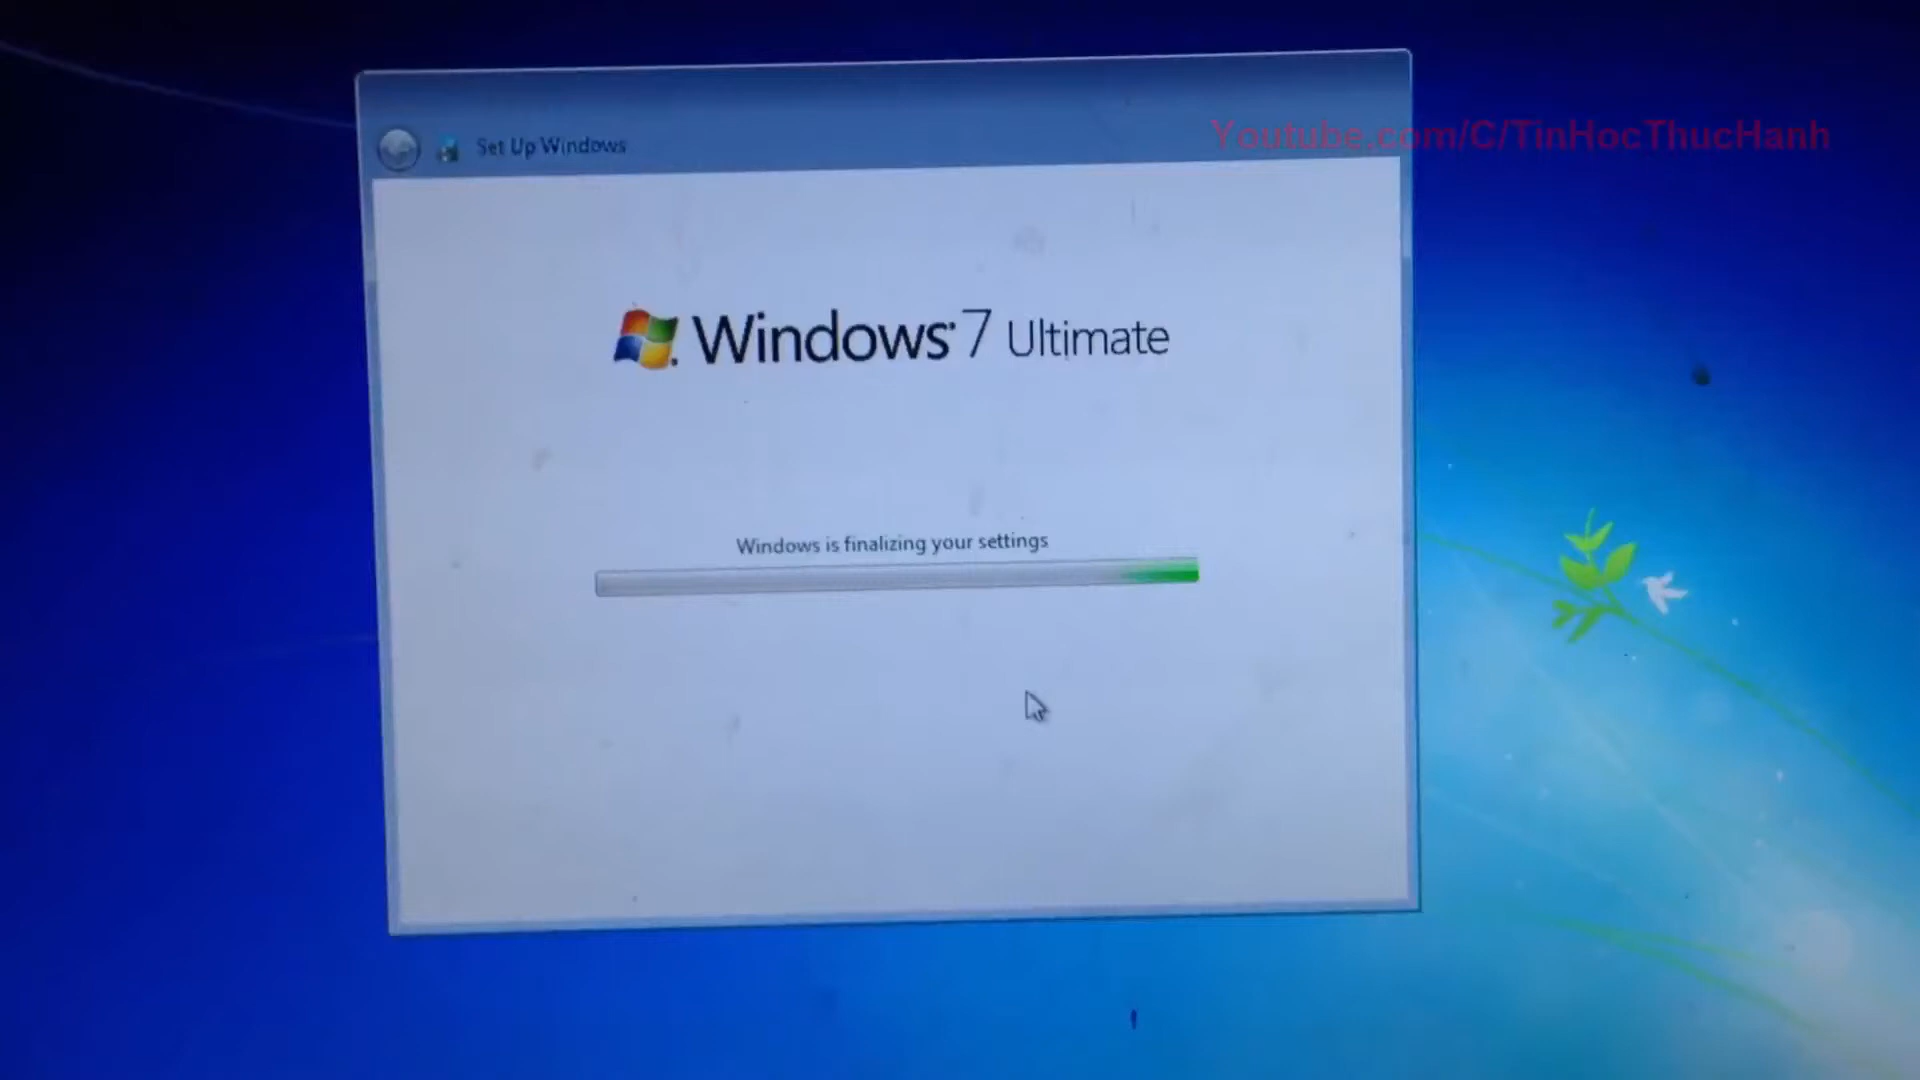 Set Up Windows
Youtube.com/C/TinHocThucHanh
Windows 7 Ultimate
Windows is finalizing your settings